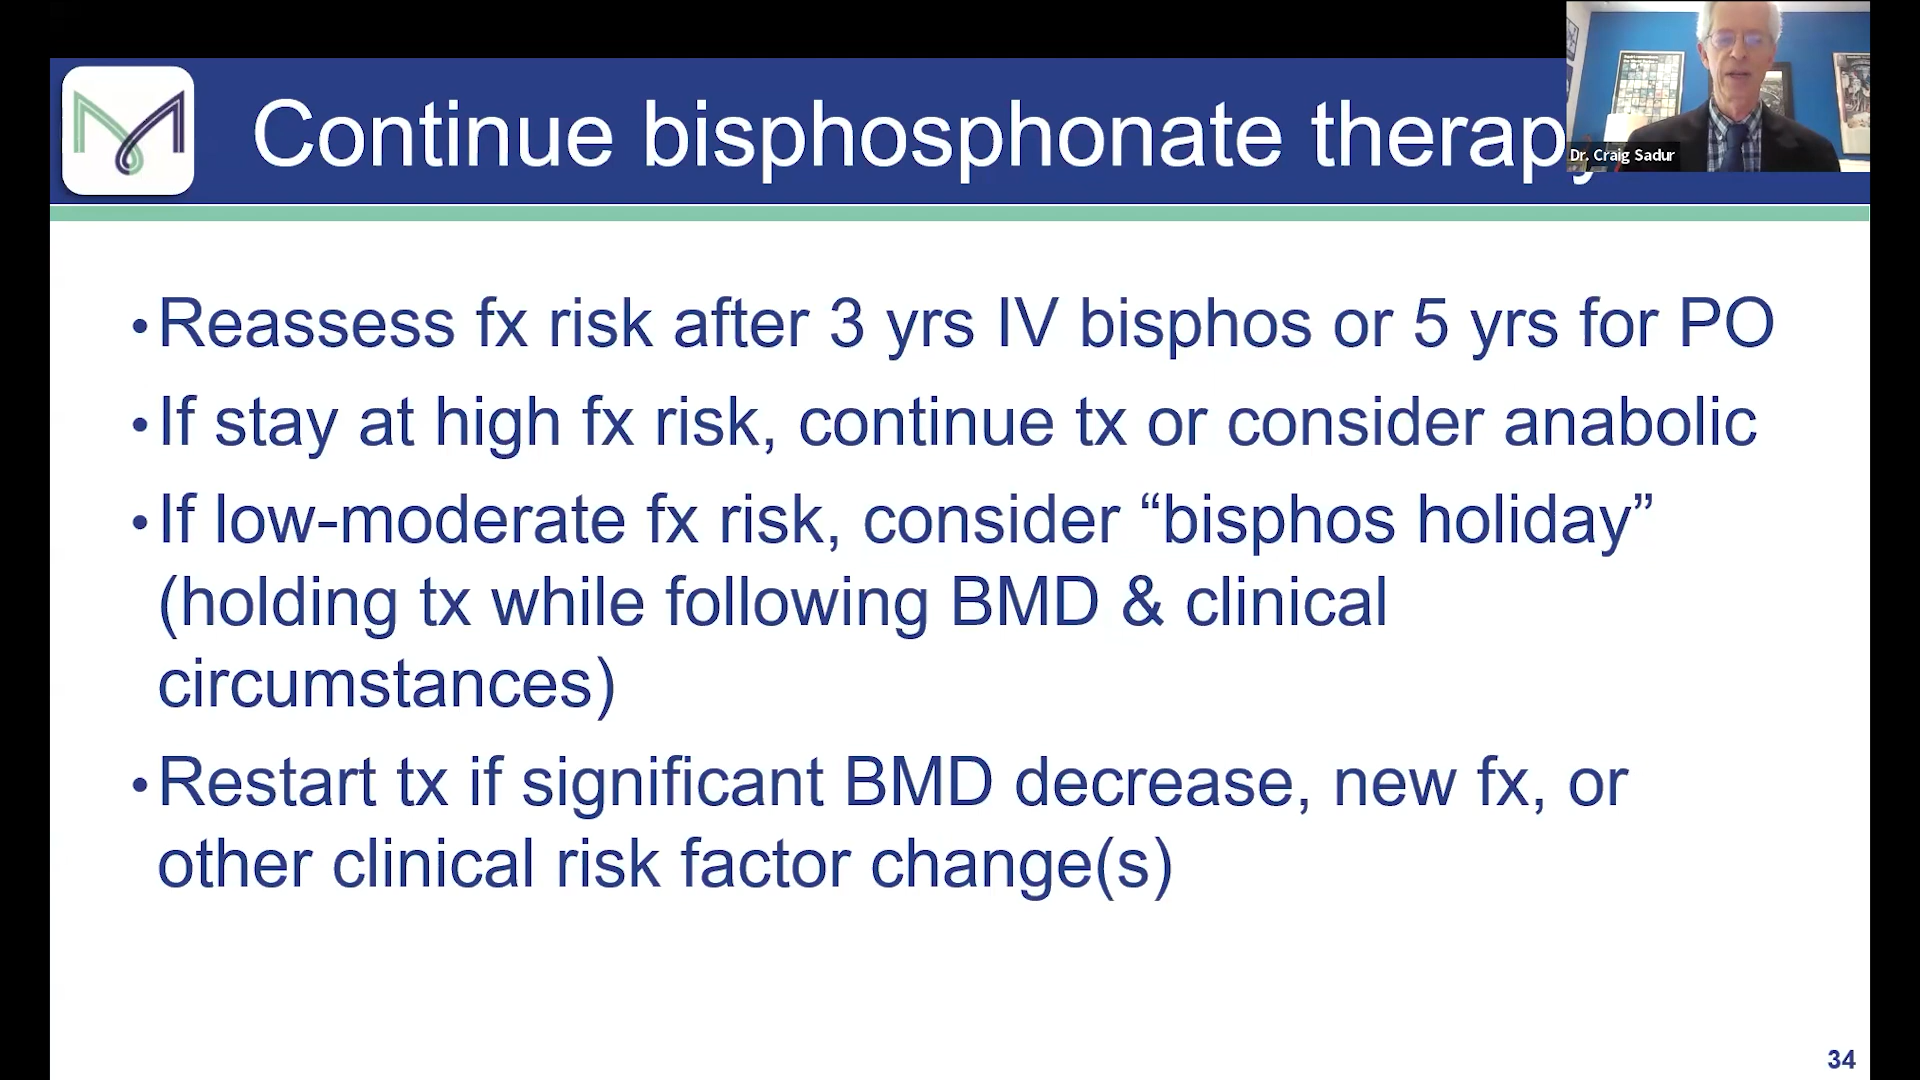 Continue bisphosphonate therapy
Dr. Craig Sadur
•Reassess fx risk after 3 yrs IV bisphos or 5 yrs for PO
•If stay at high fx risk, continue tx or consider anabolic
•If low-moderate fx risk, consider “bisphos holiday”
(holding tx while following BMD & clinical
circumstances)
•Restart tx if significant BMD decrease, new fx, or
other clinical risk factor change(s)
34